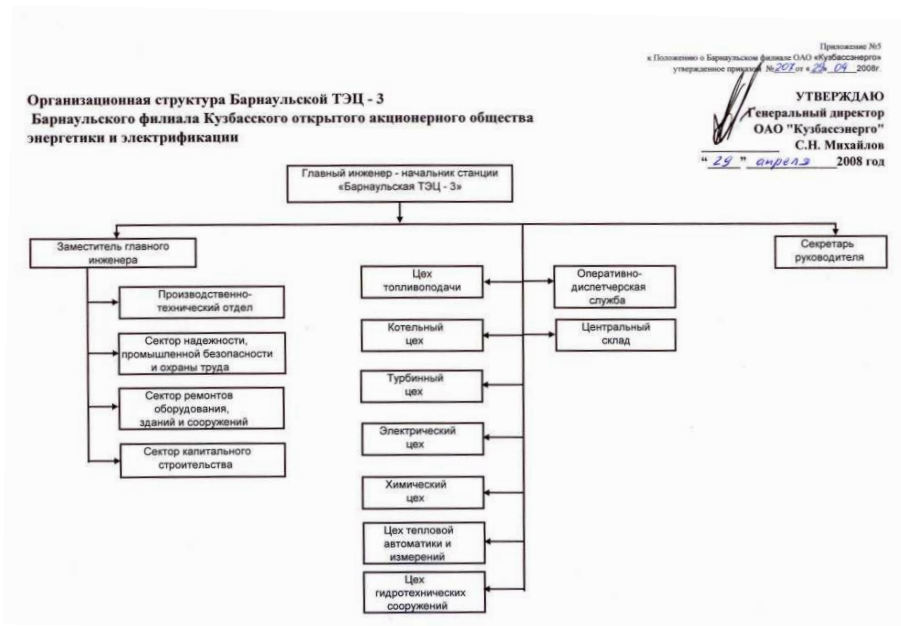 Приложение №5
к Положению о Барнаульском филиале ОАО «Кузбассэнерго»
утвержденное приказом № 207 от «29» 04 2008г.
УТВЕРЖДАЮ
Генеральный директор
ОАО "Кузбассэнерго"
С.Н. Михайлов
“ 29 ” апреля 2008 год
Организационная структура Барнаульской ТЭЦ - 3
Барнаульского филиала Кузбасского открытого акционерного общества
энергетики и электрификации
Главный инженер - начальник станции
«Барнаульская ТЭЦ - 3»
Заместитель главного
инженера
Секретарь
руководителя
Производственно-
технический отдел
Сектор надежности,
промышленной безопасности
и охраны труда
Сектор ремонтов
оборудования,
зданий и сооружений
Сектор капитального
строительства
Цех
топливоподачи
Котельный
цех
Турбинный
цех
Электрический
цех
Химический
цех
Цех тепловой
автоматики и
измерений
Цех
гидротехнических
сооружений
Оперативно-
диспетчерская
служба
Центральный
склад